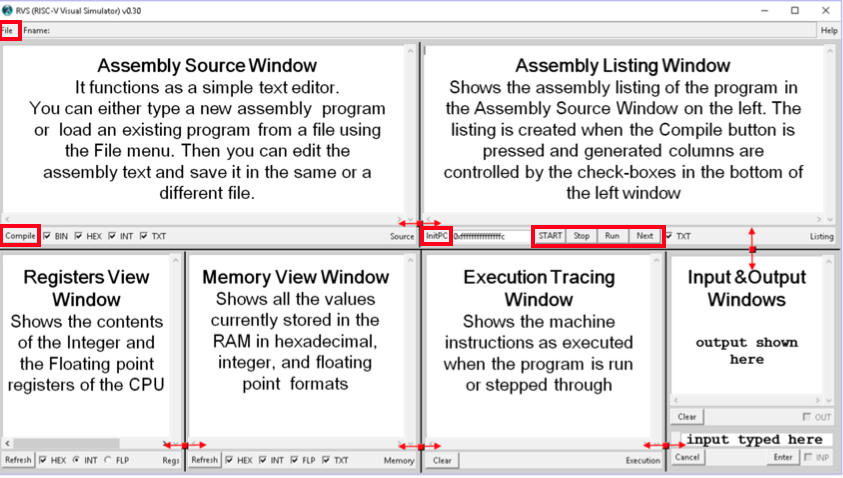 RVS (RISC-V Visual Simulator) v0.30
File Fname: Help
Assembly Source Window
It functions as a simple text editor.
You can either type a new assembly program
or load an existing program from a file using
the File menu. Then you can edit the
assembly text and save it in the same or a
different file.
Assembly Listing Window
Shows the assembly listing of the program in
the Assembly Source Window on the left. The
listing is created when the Compile button is
pressed and generated columns are
controlled by the check-boxes in the bottom of
the left window
Compile BIN HEX INT TXT Source
InitPC START Stop Run Next TXT Listing
Registers View
Window
Shows the contents
of the Integer and
the Floating point
registers of the CPU
Refresh HEX INT FLP Regs
Memory View Window
Shows all the values
currently stored in the
RAM in hexadecimal,
integer, and floating
point formats
Refresh HEX INT FLP TXT Memory
Execution Tracing
Window
Shows the machine
instructions as executed
when the program is run
or stepped through
Clear Execution
Input & Output
Windows
output shown
here
Clear OUT
input typed here
Cancel Enter INP